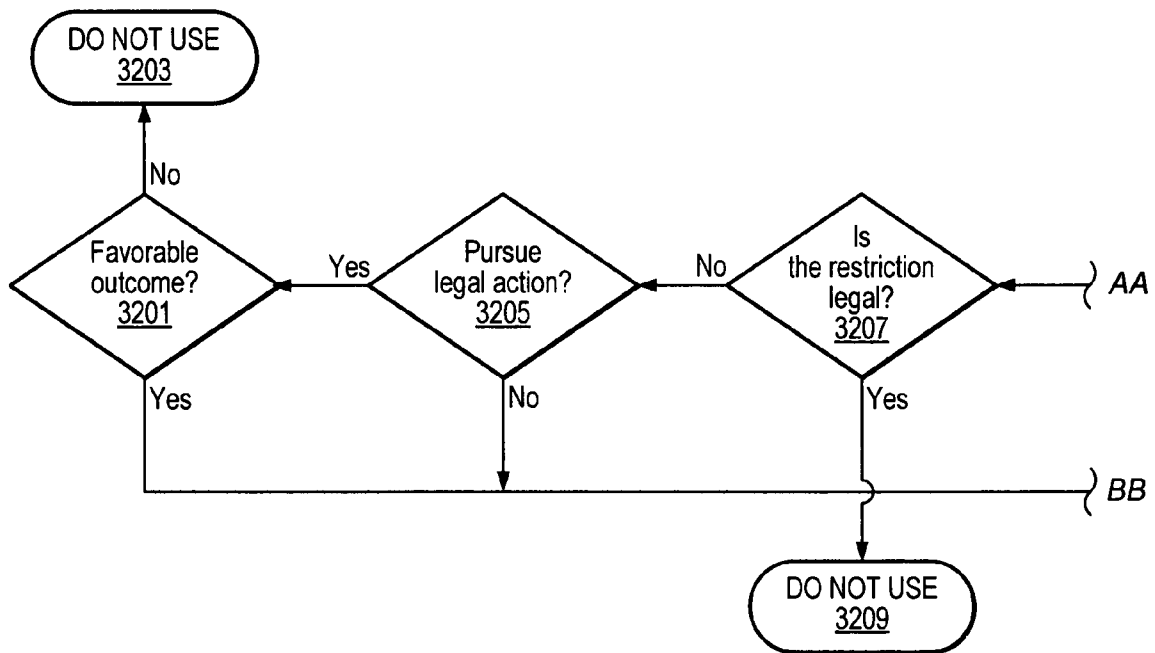 DO NOT USE
3203
No
Favorable
outcome?
3201
Yes
Yes
Pursue
legal action?
3205
No
No
Is
the restriction
legal?
3207
Yes
AA
BB
DO NOT USE
3209